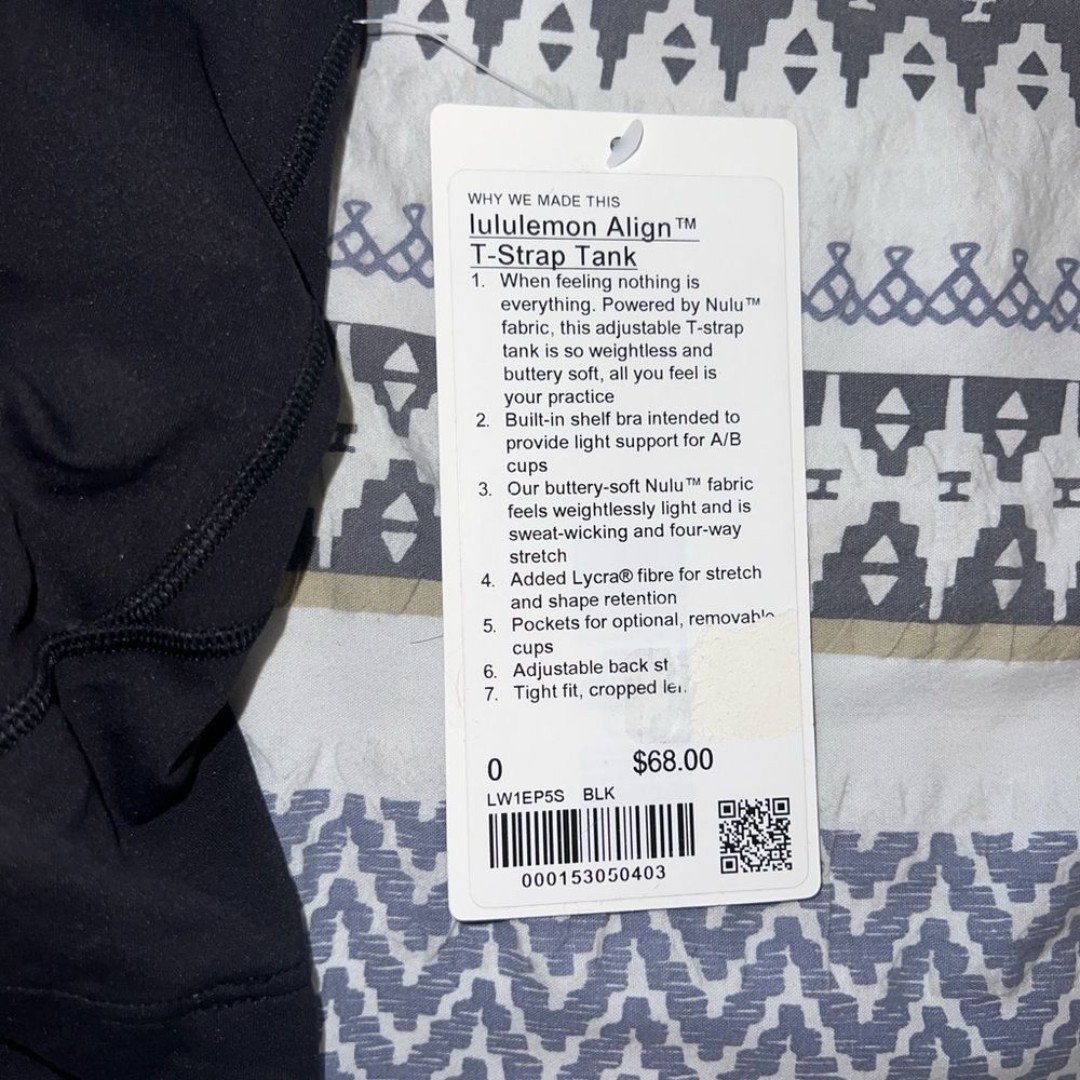 WHY WE MADE THIS
lululemon Align™
T-Strap Tank
1. When feeling nothing is
everything. Powered by Nulu™
fabric, this adjustable T-strap
tank is so weightless and
buttery soft, all you feel is
your practice
2. Built-in shelf bra intended to
provide light support for A/B
cups
3. Our buttery-soft Nulu™ fabric
feels weightlessly light and is
sweat-wicking and four-way
stretch
4. Added Lycra® fibre for stretch
and shape retention
5. Pockets for optional, removable
cups
6. Adjustable back
7. Tight fit, cropped
0 $68.00
LW1EP5S BLK
000153050403